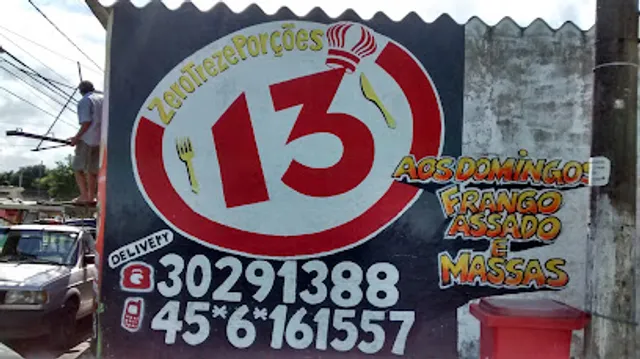 ZeroTrezePorções
13
DELIVERY
30291388
45*6*161557
AOS DOMINGOS
FRANGO
ASSADO
E
MASSAS